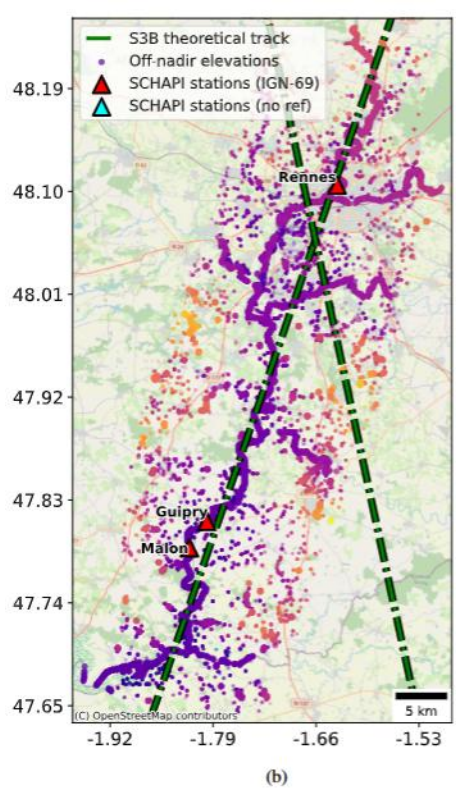 S3B theoretical track
Off-nadir elevations
SCHAPI stations (IGN-69)
SCHAPI stations (no ref)
48.19
Rennes
48.10
48.01
47.92
47.83
Guipry
Malon
47.74
47.65
5 km
(C) OpenStreetMap contributors
-1.92
-1.79
-1.66
-1.53
(b)